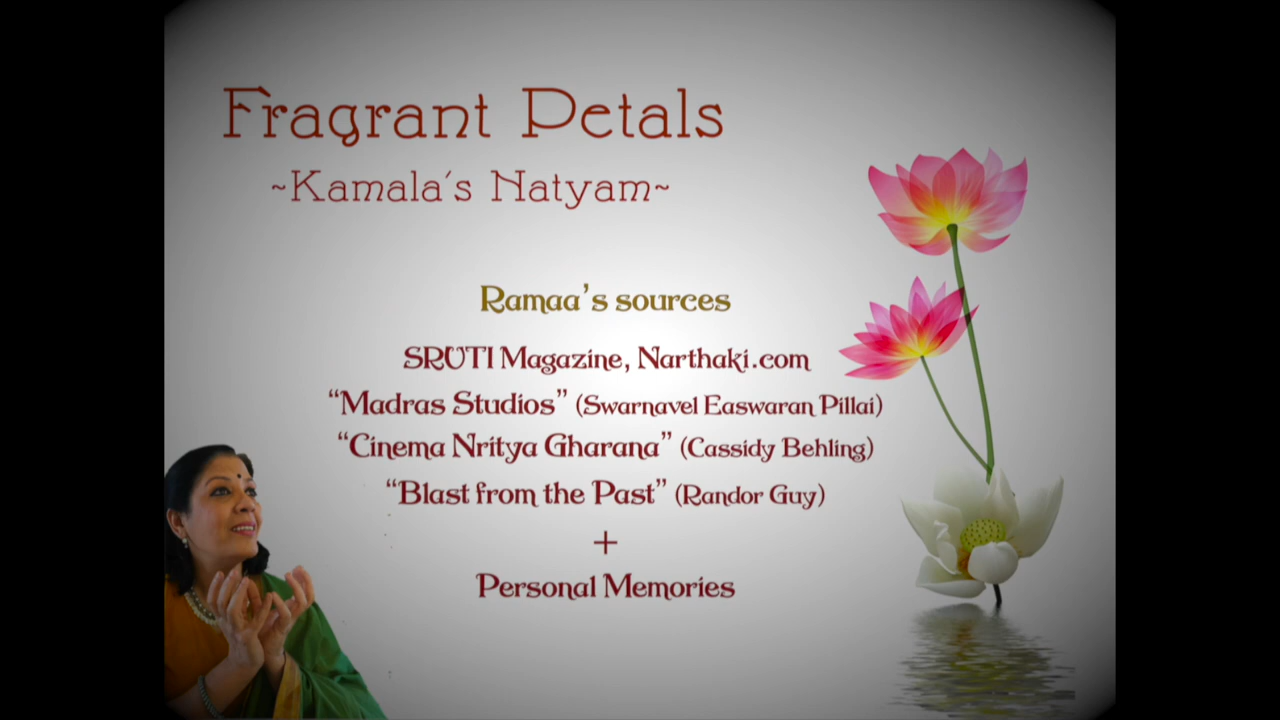 Fragrant Petals
~Kamala's Natyam~
Ramaa's sources
SRUTI Magazine, Narthaki.com
“Madras Studios” (Swarnavel Easwaran Pillai)
“Cinema Nritya Gharana” (Cassidy Behling)
“Blast from the Past” (Randor Guy)
+
Personal Memories